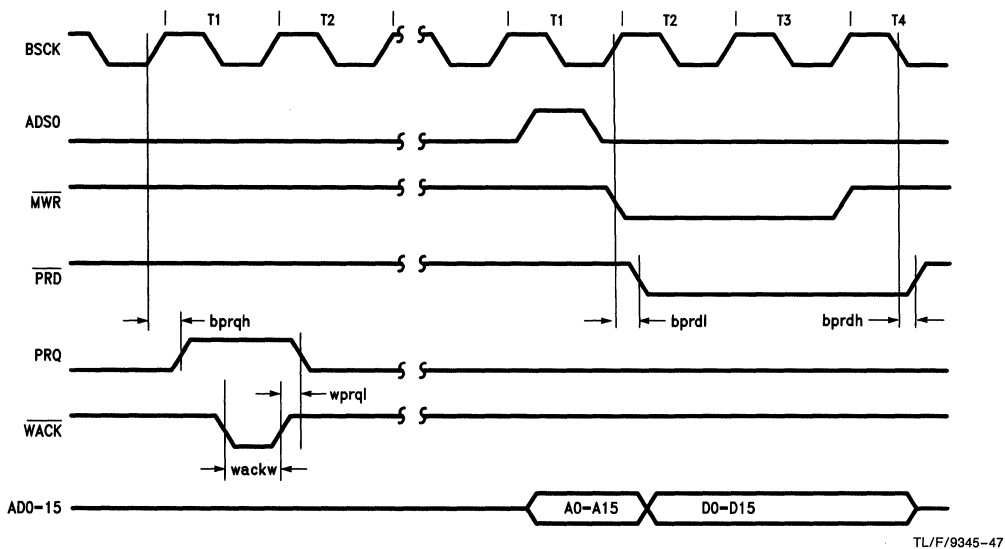 T1 T2 T1 T2 T3 T4
BSCK
ADS0
MWR
PRD
bprqh bprdl bprdh
PRQ
wprql
WACK
wackw
AD0-15 A0-A15 D0-D15
TL/F/9345-47